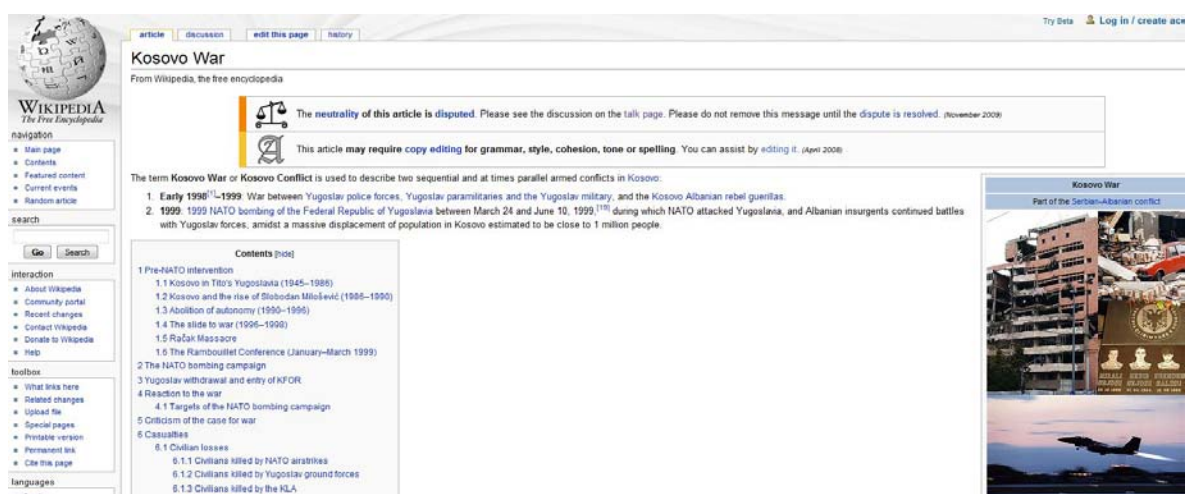 Try Beta
Log in / create acc
article
discussion
edit this page
history
Kosovo War
From Wikipedia, the free encyclopedia
WIKIPEDIA
The Free Encyclopedia
The neutrality of this article is disputed. Please see the discussion on the talk page. Please do not remove this message until the dispute is resolved. (November 2009)
This article may require copy editing for grammar, style, cohesion, tone or spelling. You can assist by editing it. (April 2008)
navigation
Main page
Contents
Featured content
Current events
Random article
search
Go
Search
interaction
About Wikipedia
Community portal
Recent changes
Contact Wikipedia
Donate to Wikipedia
Help
toolbox
What links here
Related changes
Upload file
Special pages
Printable version
Permanent link
Cite this page
languages
The term Kosovo War or Kosovo Conflict is used to describe two sequential and at times parallel armed conflicts in Kosovo:
1. Early 1998[1]–1999: War between Yugoslav police forces, Yugoslav paramilitaries and the Yugoslav military, and the Kosovo Albanian rebel guerillas.
2. 1999: 1999 NATO bombing of the Federal Republic of Yugoslavia between March 24 and June 10, 1999,[19] during which NATO attacked Yugoslavia, and Albanian insurgents continued battles
with Yugoslav forces, amidst a massive displacement of population in Kosovo estimated to be close to 1 million people.
Contents [hide]
1 Pre-NATO intervention
1.1 Kosovo in Tito's Yugoslavia (1945–1986)
1.2 Kosovo and the rise of Slobodan Milošević (1986–1990)
1.3 Abolition of autonomy (1990–1996)
1.4 The slide to war (1996–1998)
1.5 Račak Massacre
1.6 The Rambouillet Conference (January–March 1999)
2 The NATO bombing campaign
3 Yugoslav withdrawal and entry of KFOR
4 Reaction to the war
4.1 Targets of the NATO bombing campaign
5 Criticism of the case for war
6 Casualties
6.1 Civilian losses
6.1.1 Civilians killed by NATO airstrikes
6.1.2 Civilians killed by Yugoslav ground forces
6.1.3 Civilians killed by the KLA
Kosovo War
Part of the Serbian–Albanian conflict